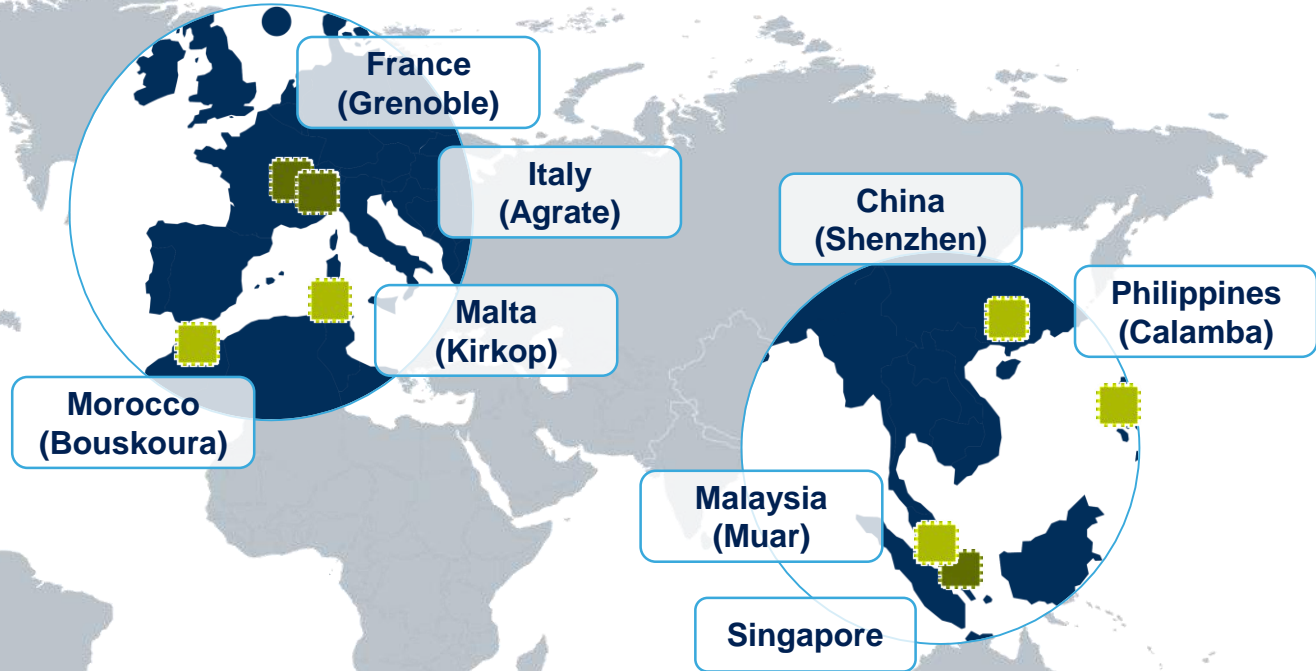 France
(Grenoble)
Italy
(Agrate)
Malta
(Kirkop)
Morocco
(Bouskoura)
China
(Shenzhen)
Philippines
(Calamba)
Malaysia
(Muar)
Singapore